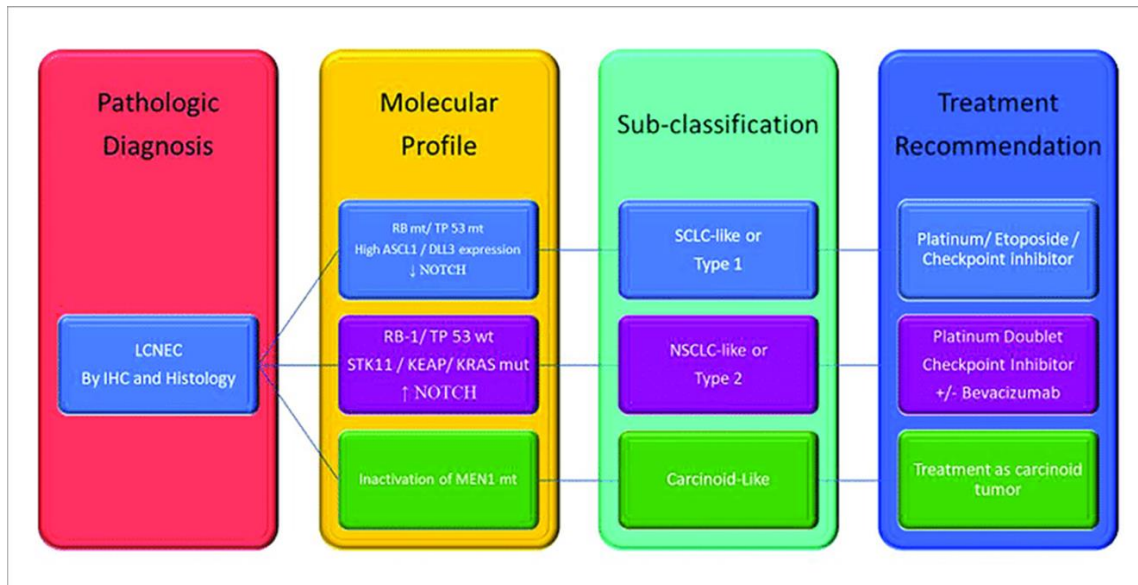 Pathologic
Diagnosis
LCNEC
By IHC and Histology
Molecular
Profile
RB mt/ TP 53 mt
High ASCL1 / DLL3 expression
↓ NOTCH
RB-1/ TP 53 wt
STK11 / KEAP/ KRAS mut
↑ NOTCH
Inactivation of MEN1 mt
Sub-classification
SCLC-like or
Type 1
NSCLC-like or
Type 2
Carcinoid-Like
Treatment
Recommendation
Platinum/ Etoposide /
Checkpoint inhibitor
Platinum Doublet
Checkpoint Inhibitor
+/- Bevacizumab
Treatment as carcinoid
tumor